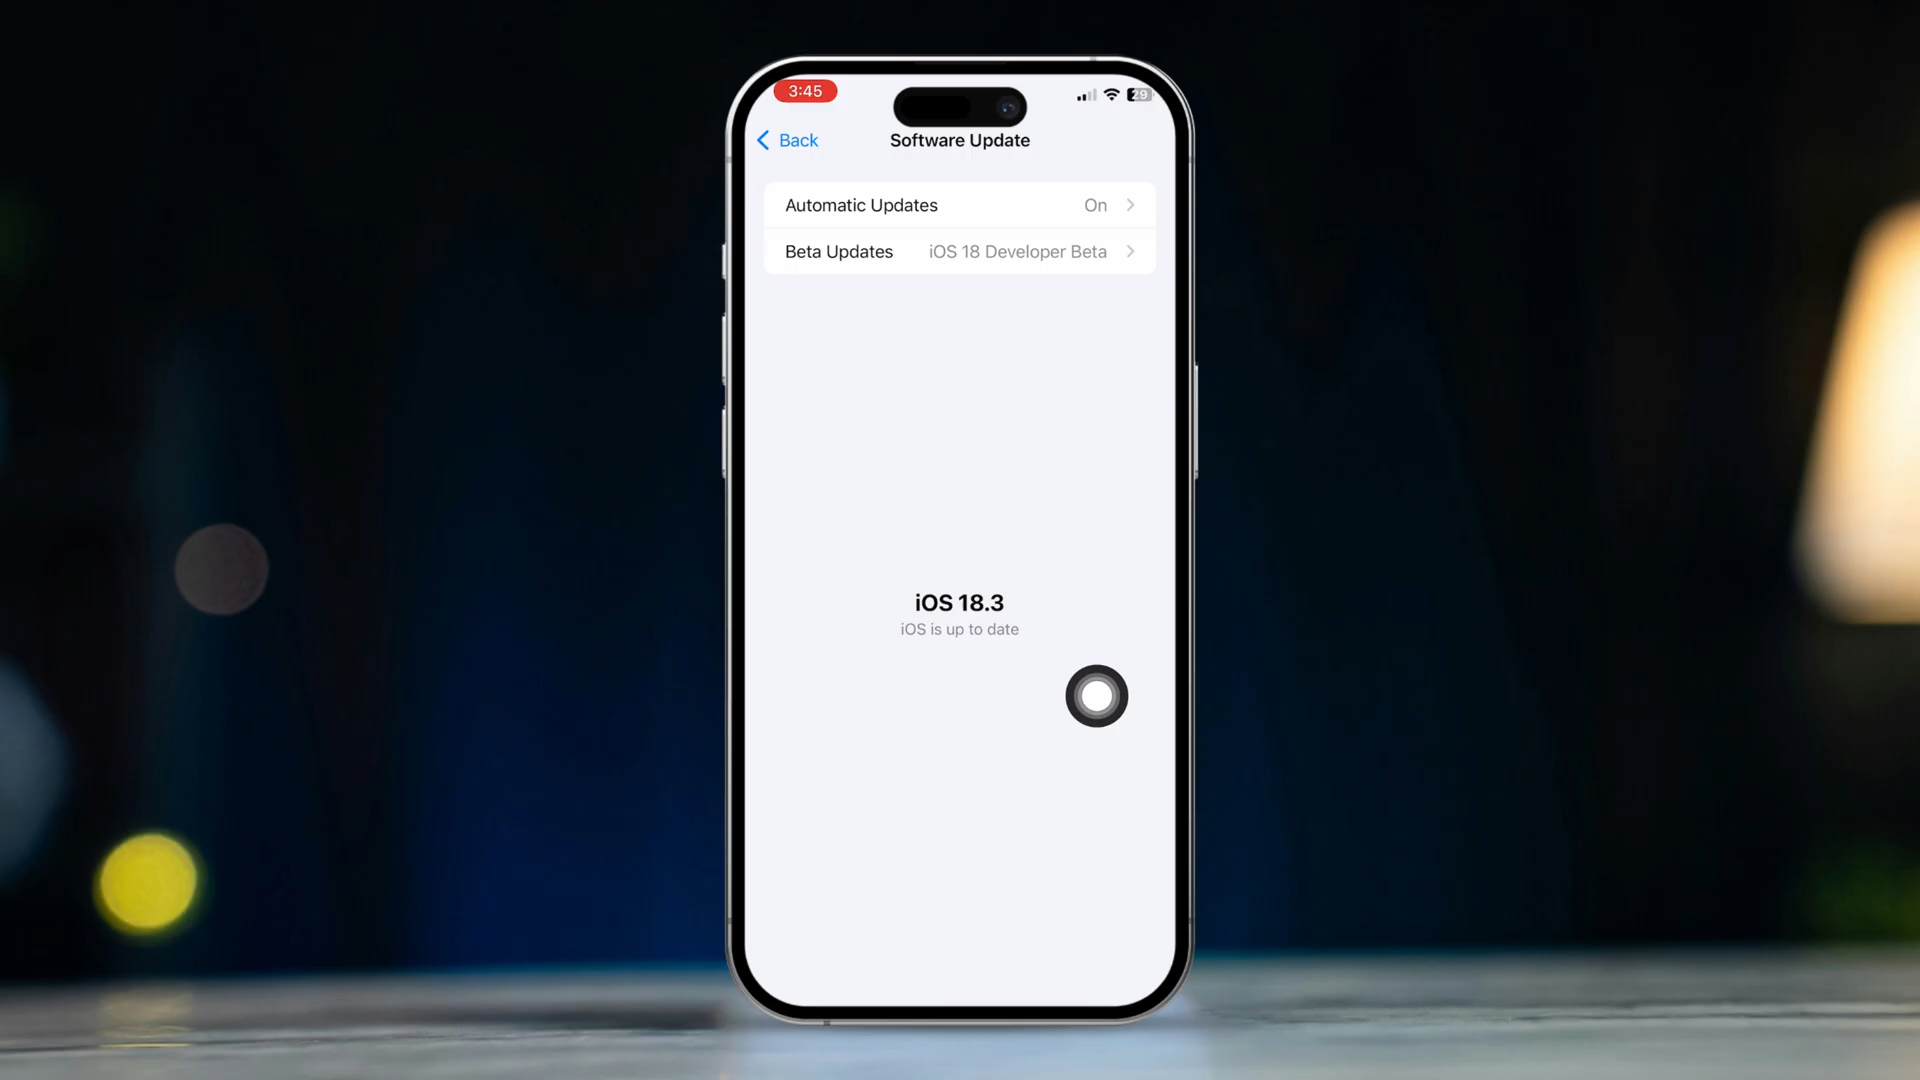 3:45
29
Back
Software Update
Automatic Updates On
Beta Updates iOS 18 Developer Beta
iOS 18.3
iOS is up to date